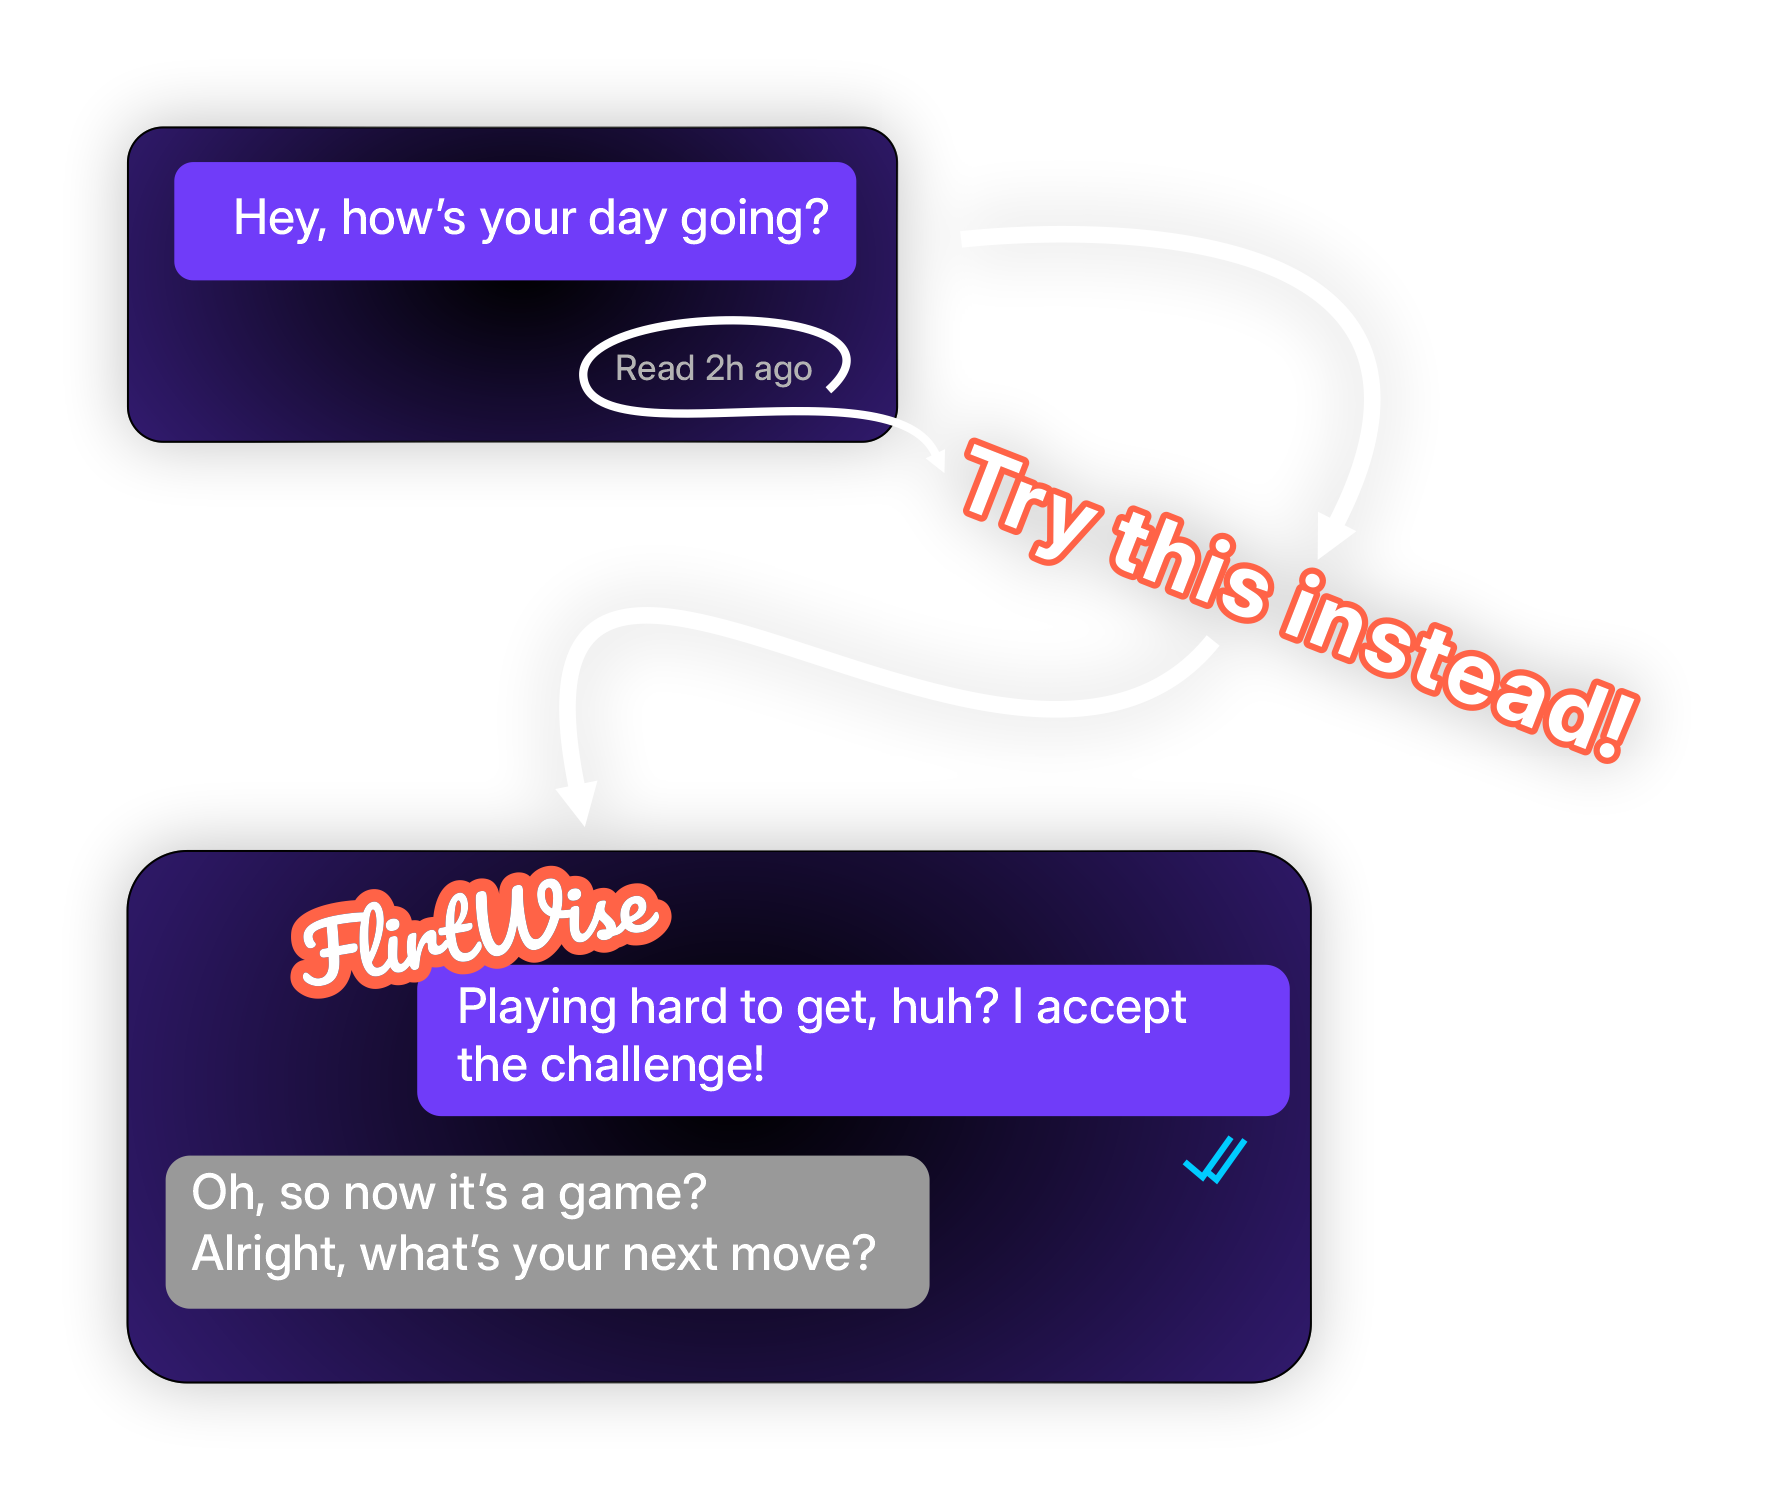 Hey, how’s your day going?
Read 2h ago
Try this instead!
FlirtWise
Playing hard to get, huh? I accept
the challenge!
Oh, so now it’s a game?
Alright, what’s your next move?